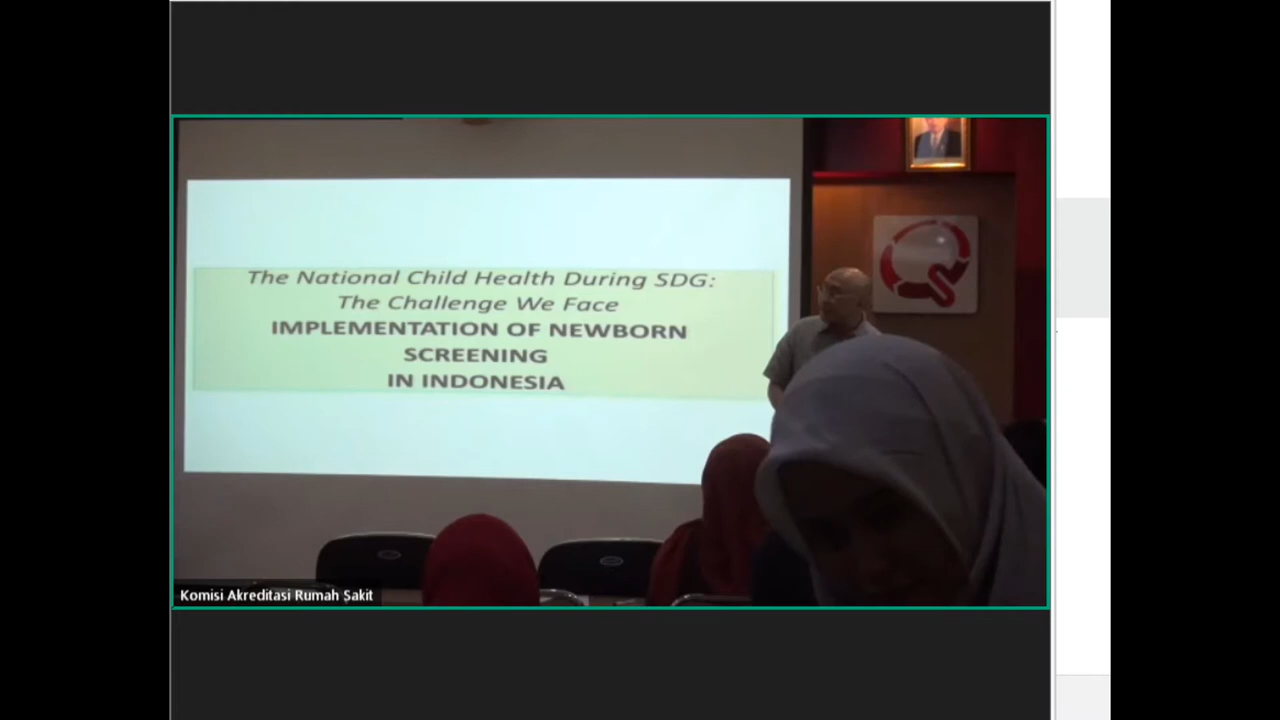 The National Child Health During SDG:
The Challenge We Face
IMPLEMENTATION OF NEWBORN
SCREENING
IN INDONESIA
Komisi Akreditasi Rumah Sakit